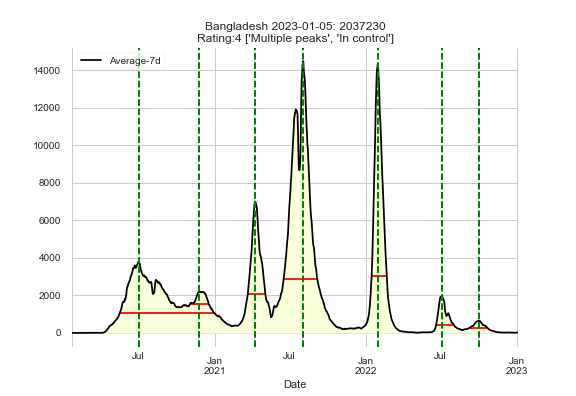 Bangladesh 2023-01-05: 2037230
Rating:4 ['Multiple peaks', 'In control']
Average-7d
14000
12000
10000
8000
6000
4000
2000
0
Jul
Jan
2021
Jul
Jan
2022
Jul
Jan
2023
Date